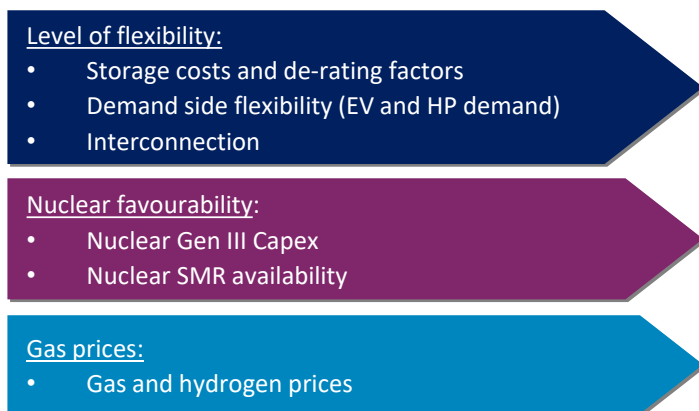 Level of flexibility:
• Storage costs and de-rating factors
• Demand side flexibility (EV and HP demand)
• Interconnection
Nuclear favourability:
• Nuclear Gen III Capex
• Nuclear SMR availability
Gas prices:
• Gas and hydrogen prices